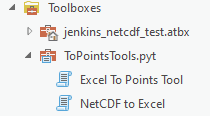 Toolboxes
jenkins_netcdf_test.atbx
ToPointsTools.pyt
Excel To Points Tool
NetCDF to Excel